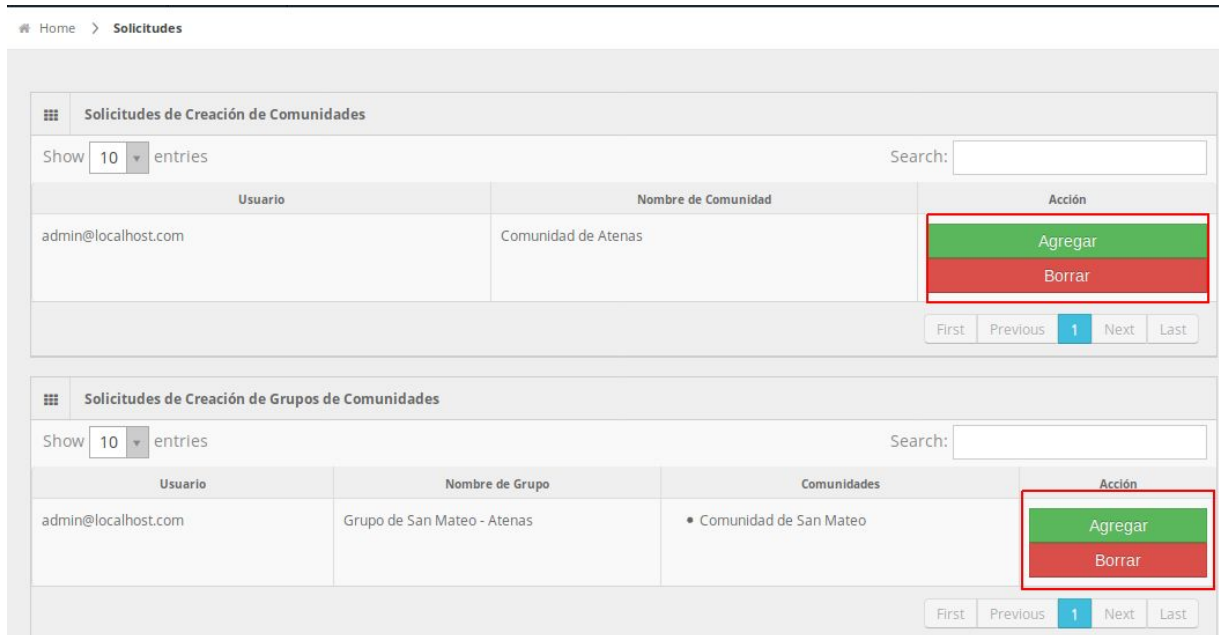 Home > Solicitudes
Solicitudes de Creación de Comunidades
Show 10 entries Search:
Usuario Nombre de Comunidad Acción
admin@localhost.com Comunidad de Atenas Agregar
Borrar
First Previous 1 Next Last
Solicitudes de Creación de Grupos de Comunidades
Show 10 entries Search:
Usuario Nombre de Grupo Comunidades Acción
admin@localhost.com Grupo de San Mateo - Atenas • Comunidad de San Mateo Agregar
Borrar
First Previous 1 Next Last